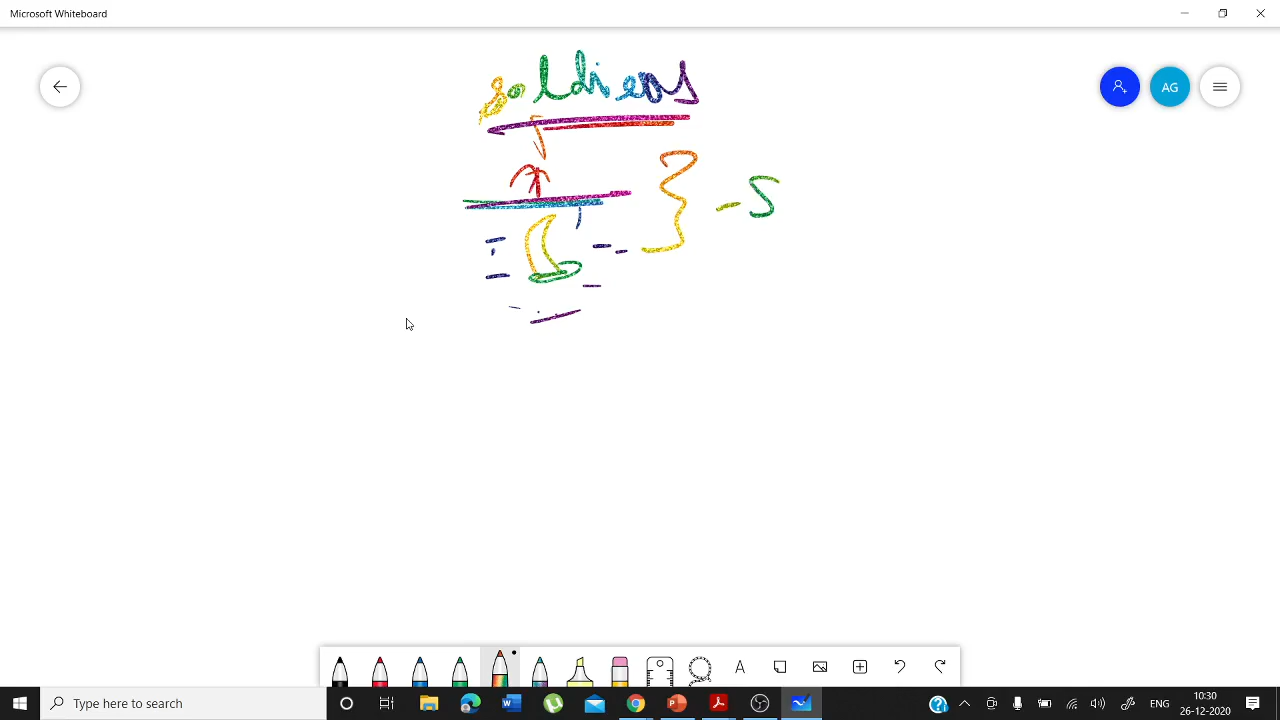 Microsoft Whiteboard
soldiers
AG
- S
A
Type here to search
ENG
10:30
26-12-2020